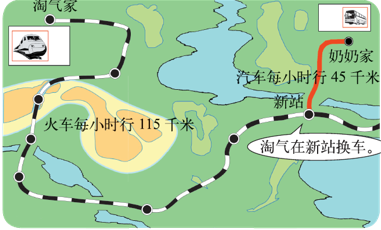 淘气家
奶奶家
汽车每小时行 45 千米
新站
火车每小时行 115 千米
淘气在新站换车。